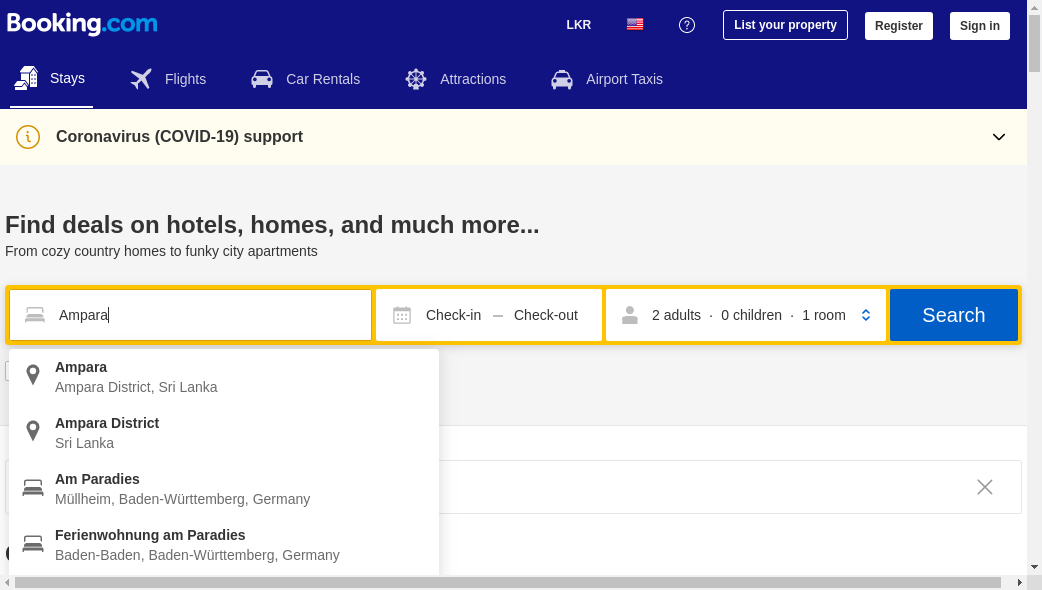 Booking.com
LKR
List your property
Register
Sign in
Stays
Flights
Car Rentals
Attractions
Airport Taxis
Coronavirus (COVID-19) support
Find deals on hotels, homes, and much more...
From cozy country homes to funky city apartments
Ampara
Check-in — Check-out
2 adults · 0 children · 1 room
Search
Ampara
Ampara District, Sri Lanka
Ampara District
Sri Lanka
Am Paradies
Müllheim, Baden-Württemberg, Germany
Ferienwohnung am Paradies
Baden-Baden, Baden-Württemberg, Germany